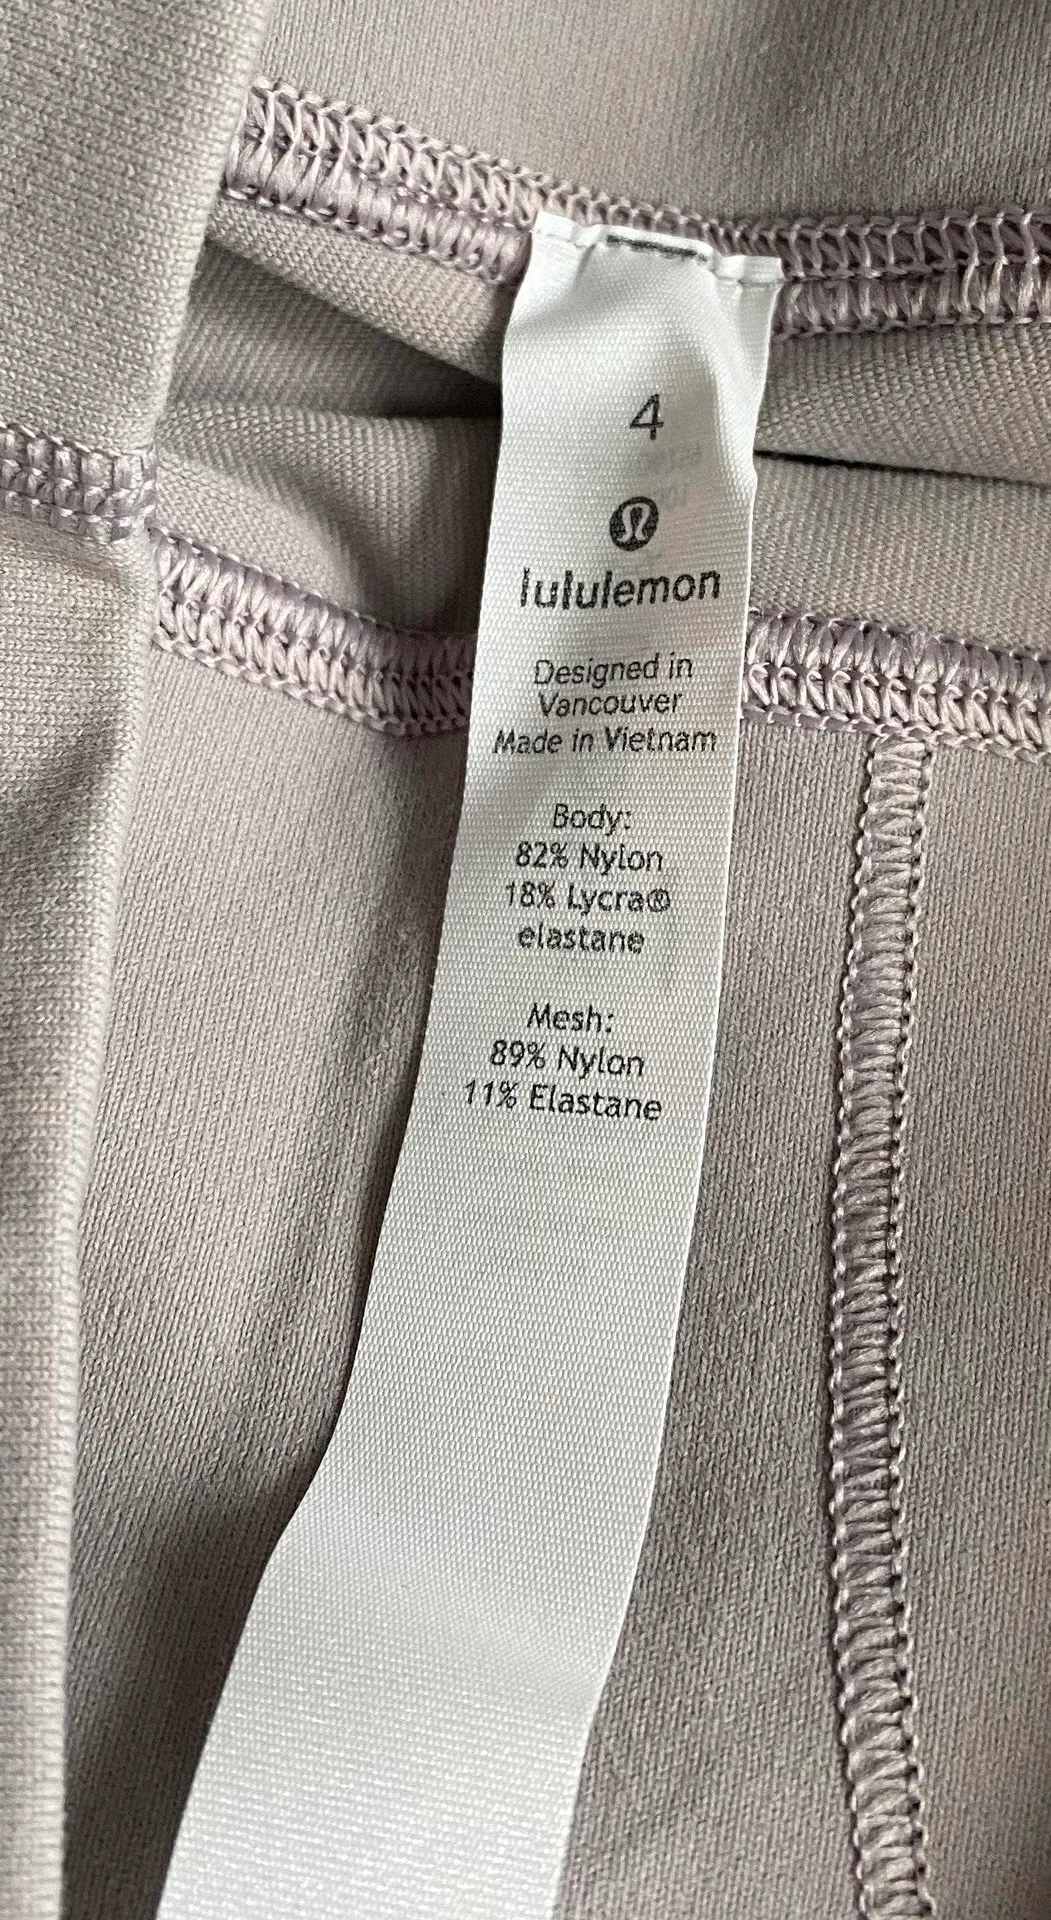 4
lululemon
Designed in
Vancouver
Made in Vietnam
Body:
82% Nylon
18% Lycra®
elastane
Mesh:
89% Nylon
11% Elastane